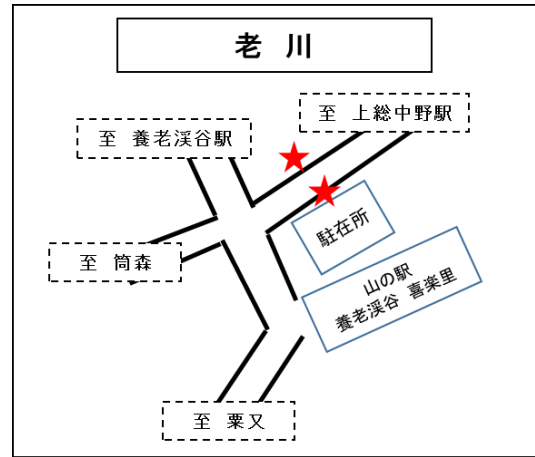 老 川
至 上総中野駅
至 養老渓谷駅
駐在所
至 筒森
山の駅
養老渓谷 喜楽里
至 粟又